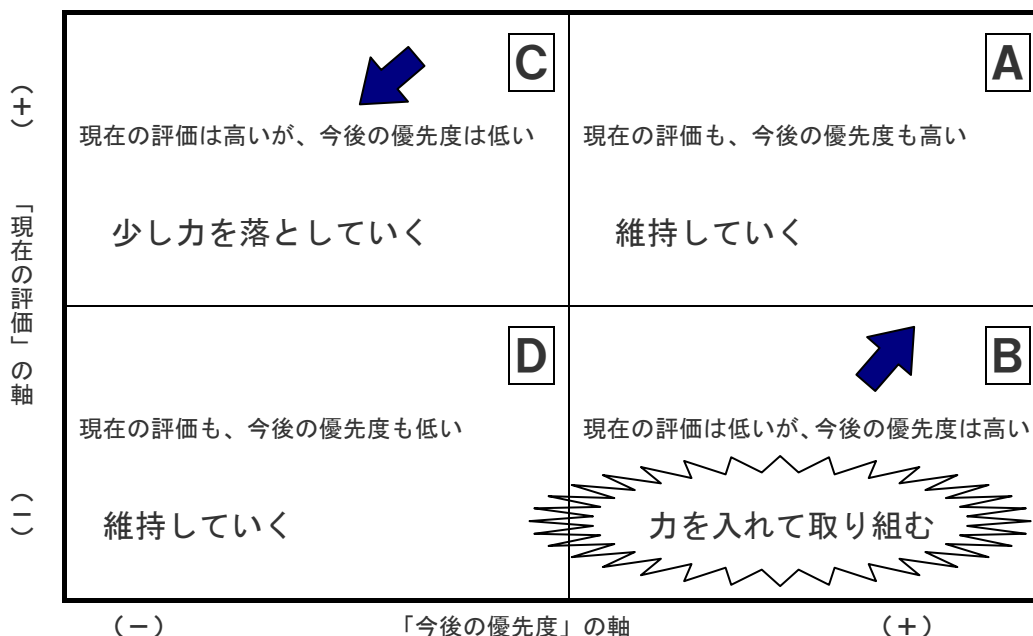 C
現在の評価は高いが、今後の優先度は低い
少し力を落としていく
A
現在の評価も、今後の優先度も高い
維持していく
(+)
「現在の評価」の軸
(-)
D
現在の評価も、今後の優先度も低い
維持していく
B
現在の評価は低いが、今後の優先度は高い
力を入れて取り組む
(-)
「今後の優先度」の軸
(+)